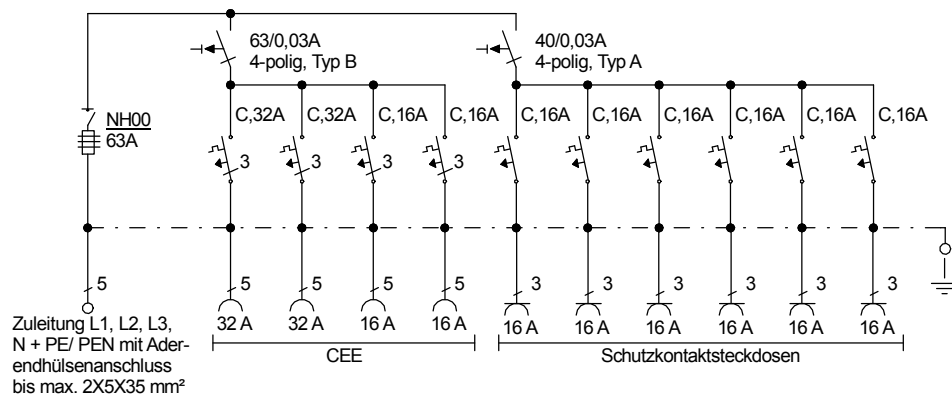 63/0,03A
4-polig, Typ B
40/0,03A
4-polig, Typ A
NH00
63A
C,32A C,32A C,16A C,16A C,16A C,16A C,16A C,16A C,16A C,16A
3 3 3 3
5 5 5 5 5 3 3 3 3 3 3
32 A 32 A 16 A 16 A 16 A 16 A 16 A 16 A 16 A 16 A
CEE
Schutzkontaktsteckdosen
Zuleitung L1, L2, L3,
N + PE/ PEN mit Ader-
endhülsenanschluss
bis max. 2X5X35 mm²